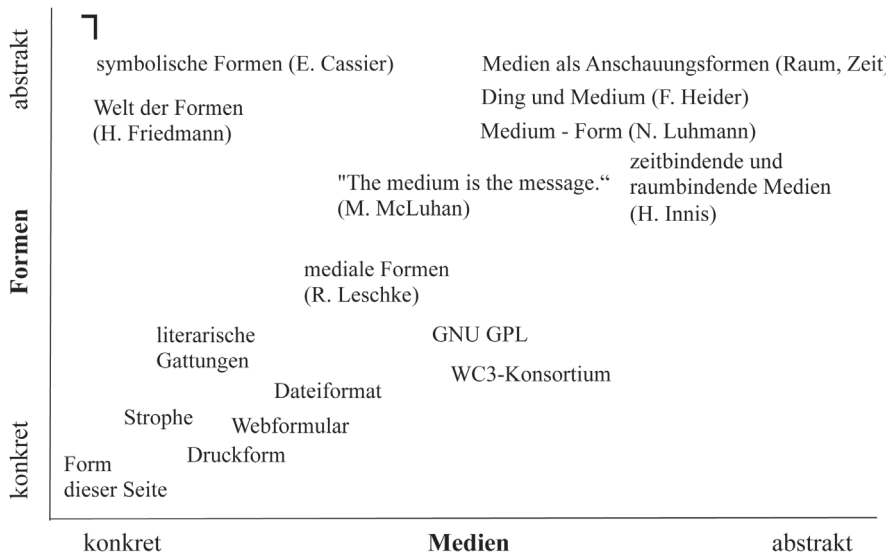 abstrakt
Formen
konkret
symbolische Formen (E. Cassier)
Medien als Anschauungsformen (Raum, Zeit)
Welt der Formen
(H. Friedmann)
Ding und Medium (F. Heider)
Medium - Form (N. Luhmann)
zeitbindende und
raumbindende Medien
(H. Innis)
"The medium is the message.“
(M. McLuhan)
mediale Formen
(R. Leschke)
literarische
Gattungen
GNU GPL
WC3-Konsortium
Dateiformat
Strophe
Webformular
Druckform
Form
dieser Seite
konkret
Medien
abstrakt